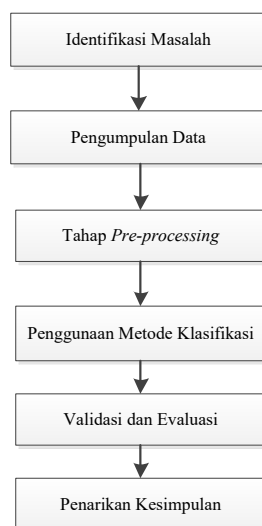 Identifikasi Masalah
Pengumpulan Data
Tahap Pre-processing
Penggunaan Metode Klasifikasi
Validasi dan Evaluasi
Penarikan Kesimpulan